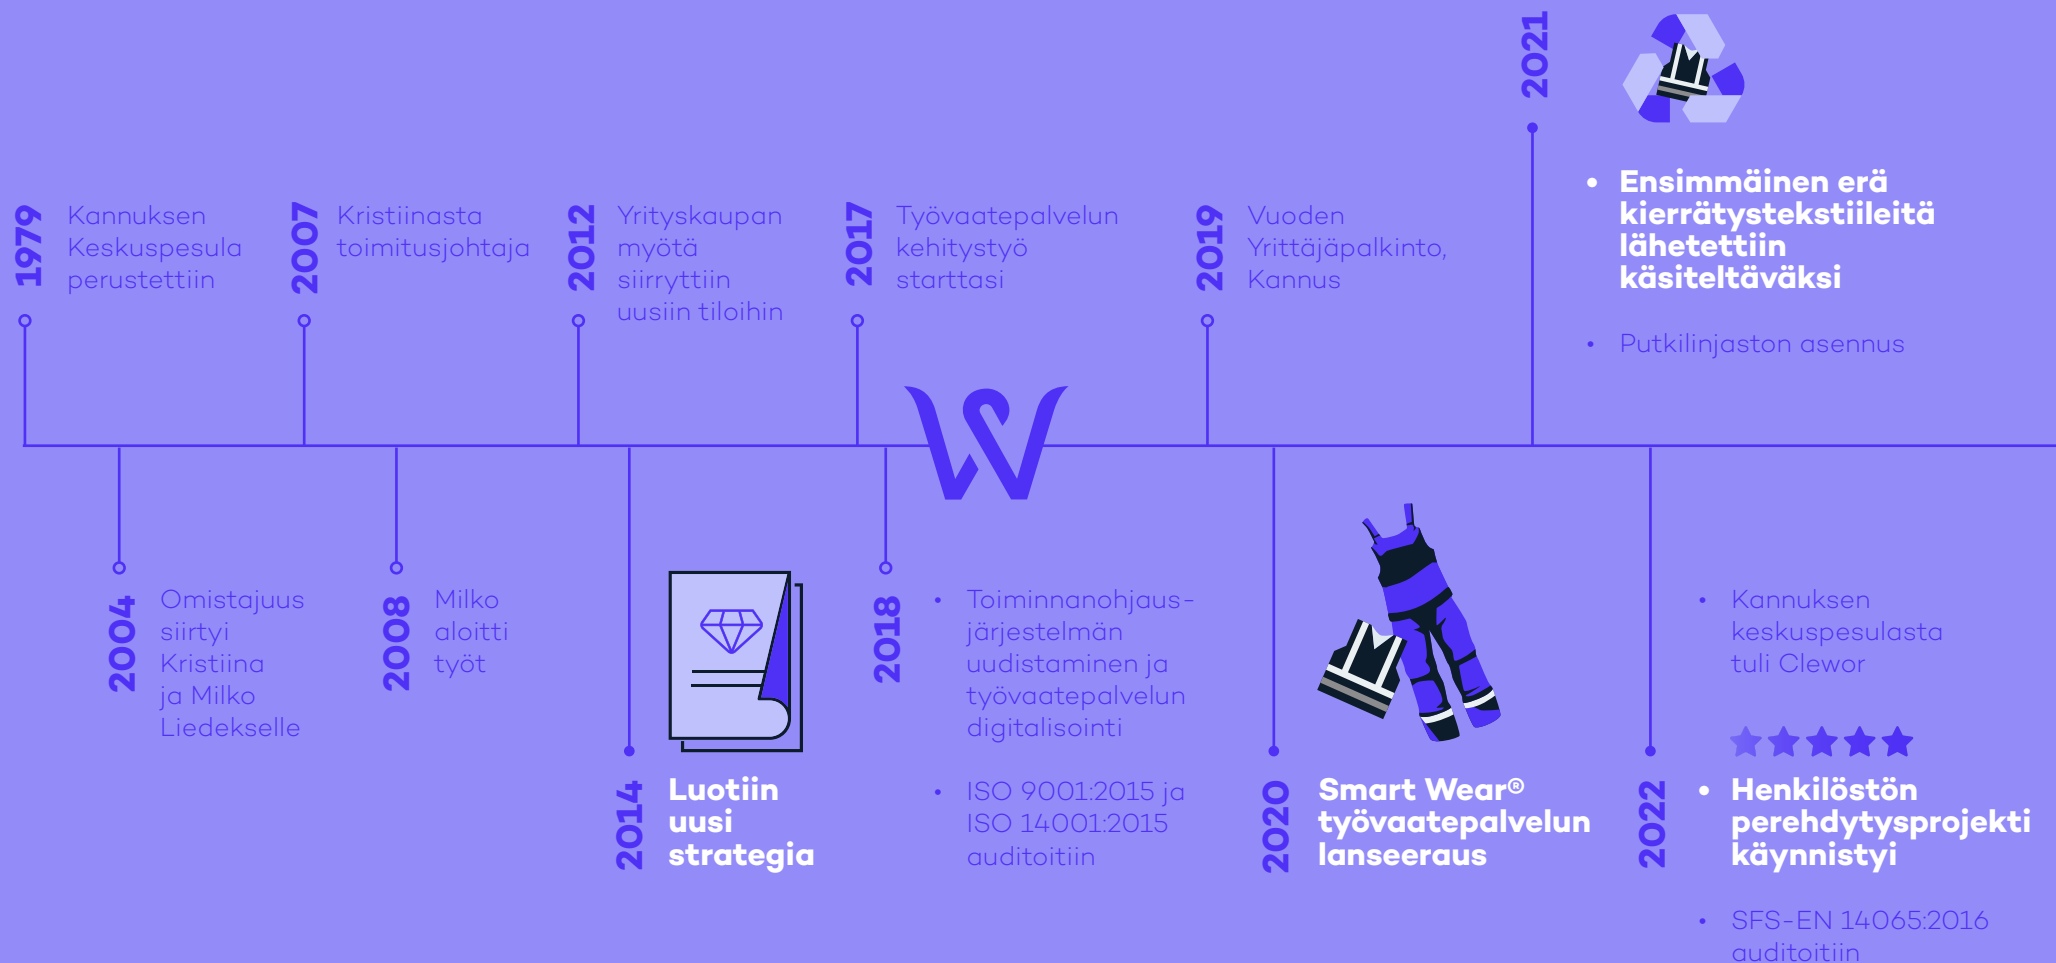 1979
Kannuksen
Keskuspesula
perustettiin
2004
Omistajuus
siirtyi
Kristiina
ja Milko
Liedekselle
2007
Kristiinasta
toimitusjohtaja
2008
Milko
aloitti
työt
2012
Yrityskaupan
myötä
siirryttiin
uusiin tiloihin
2014
Luotiin
uusi
strategia
2017
Työvaatepalvelun
kehitystyö
starttasi
2018
• Toiminnanohjaus-
järjestelmän
uudistaminen ja
työvaatepalvelun
digitalisointi
• ISO 9001:2015 ja
ISO 14001:2015
auditoitiin
2019
Vuoden
Yrittäjäpalkinto,
Kannus
2020
Smart Wear®
työvaatepalvelun
lanseeraus
2021
• Ensimmäinen erä
kierrätystekstiileitä
lähetettiin
käsiteltäväksi
• Putkilinjaston asennus
2022
• Kannuksen
keskuspesulasta
tuli Clewor
• Henkilöstön
perehdytysprojekti
käynnistyi
• SFS-EN 14065:2016
auditoitiin